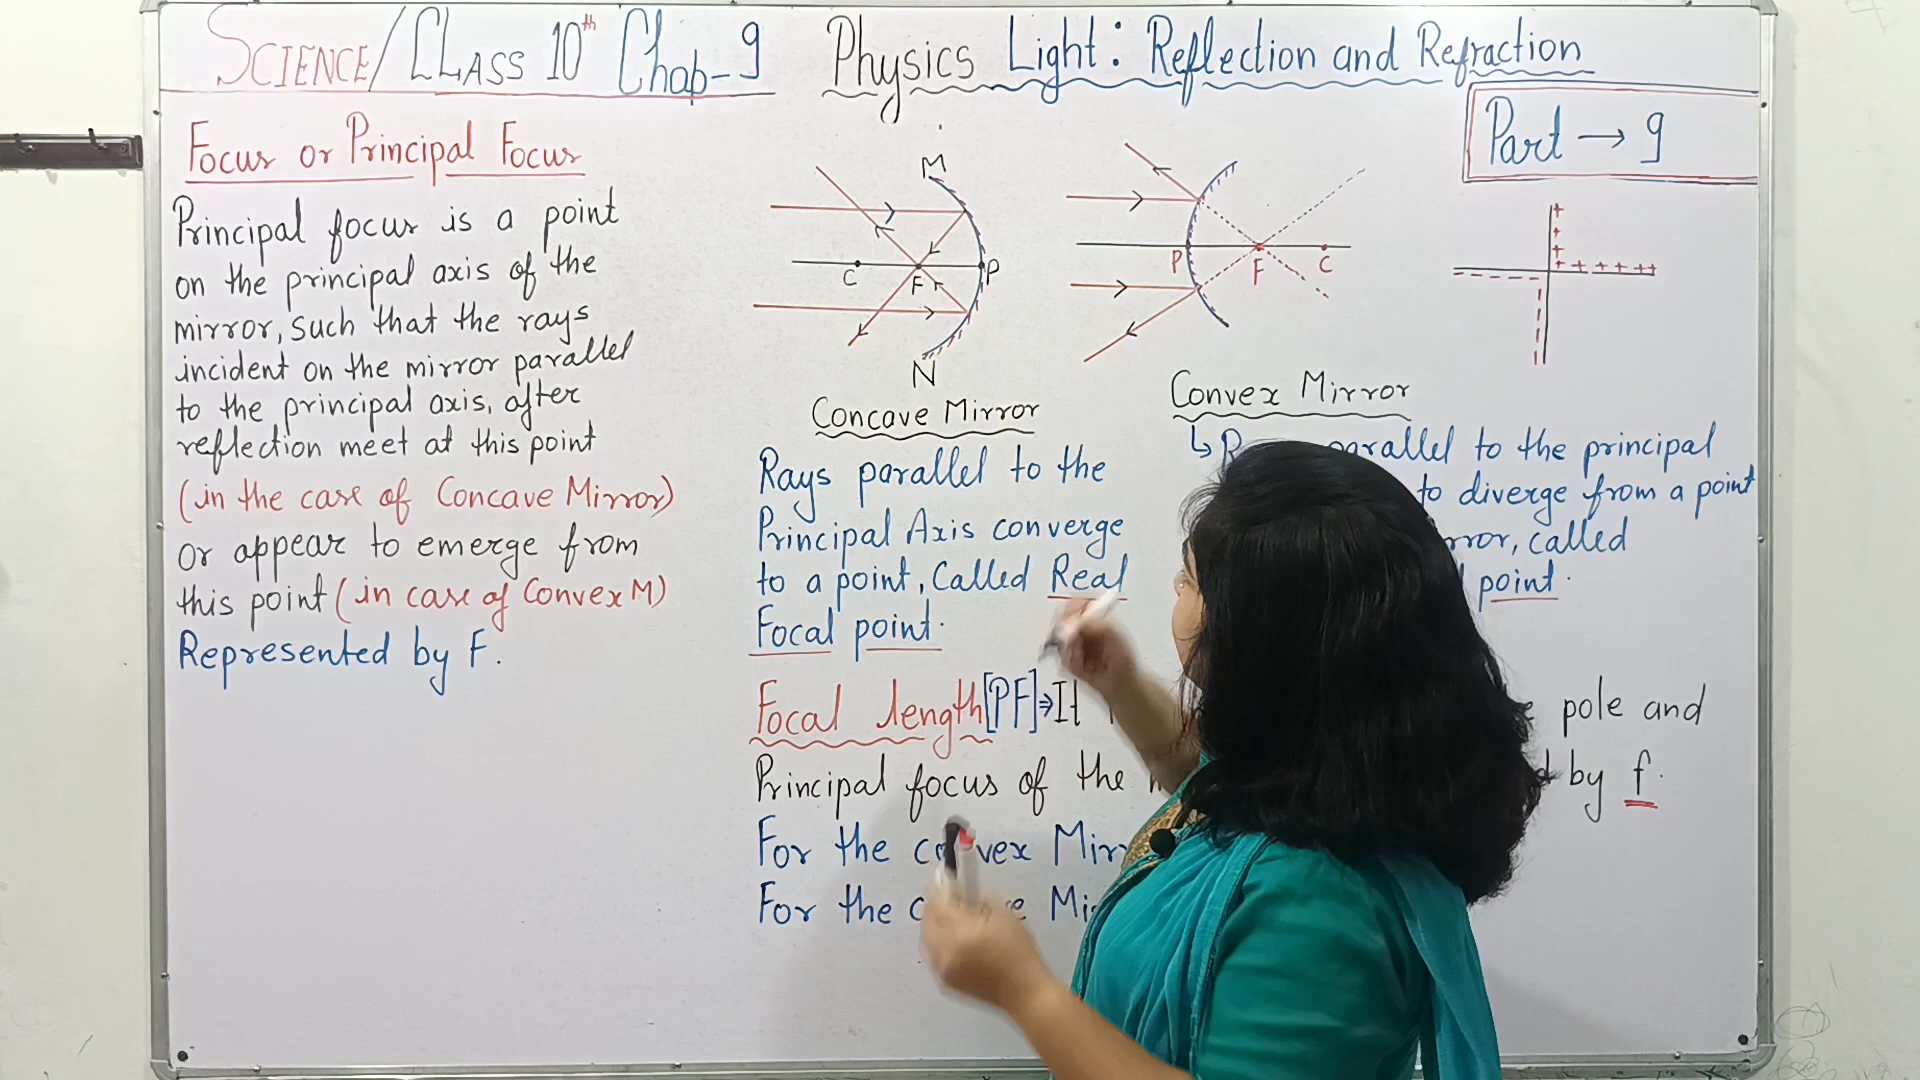 SCIENCE/CLASS 10th Chap-9 Physics Light: Reflection and Refraction
Part → 9
Focus or Principal Focus
Principal focus is a point
on the principal axis of the
mirror, such that the rays
incident on the mirror parallel
to the principal axis, after
reflection meet at this point
(in the case of Concave Mirror)
or appear to emerge from
this point (in case of Convex M)
Represented by F.
M
C
F
P
N
Concave Mirror
Rays parallel to the
Principal Axis converge
to a point, Called Real
Focal point.
P
F
C
Convex Mirror
parallel to the principal
to diverge from a point
called
point.
Focal length [PF] ⇒ It pole and
Principal focus of the by f.
For the convex
For the